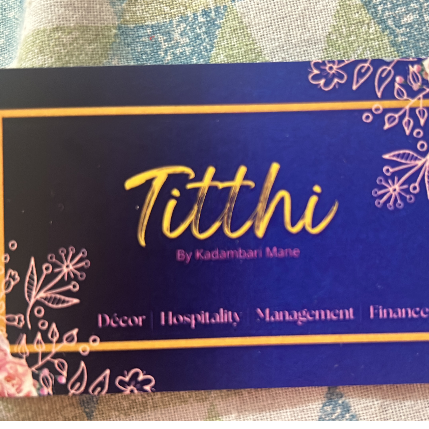 Titthi
By Kadambari Mane
Décor | Hospitality | Management | Finance